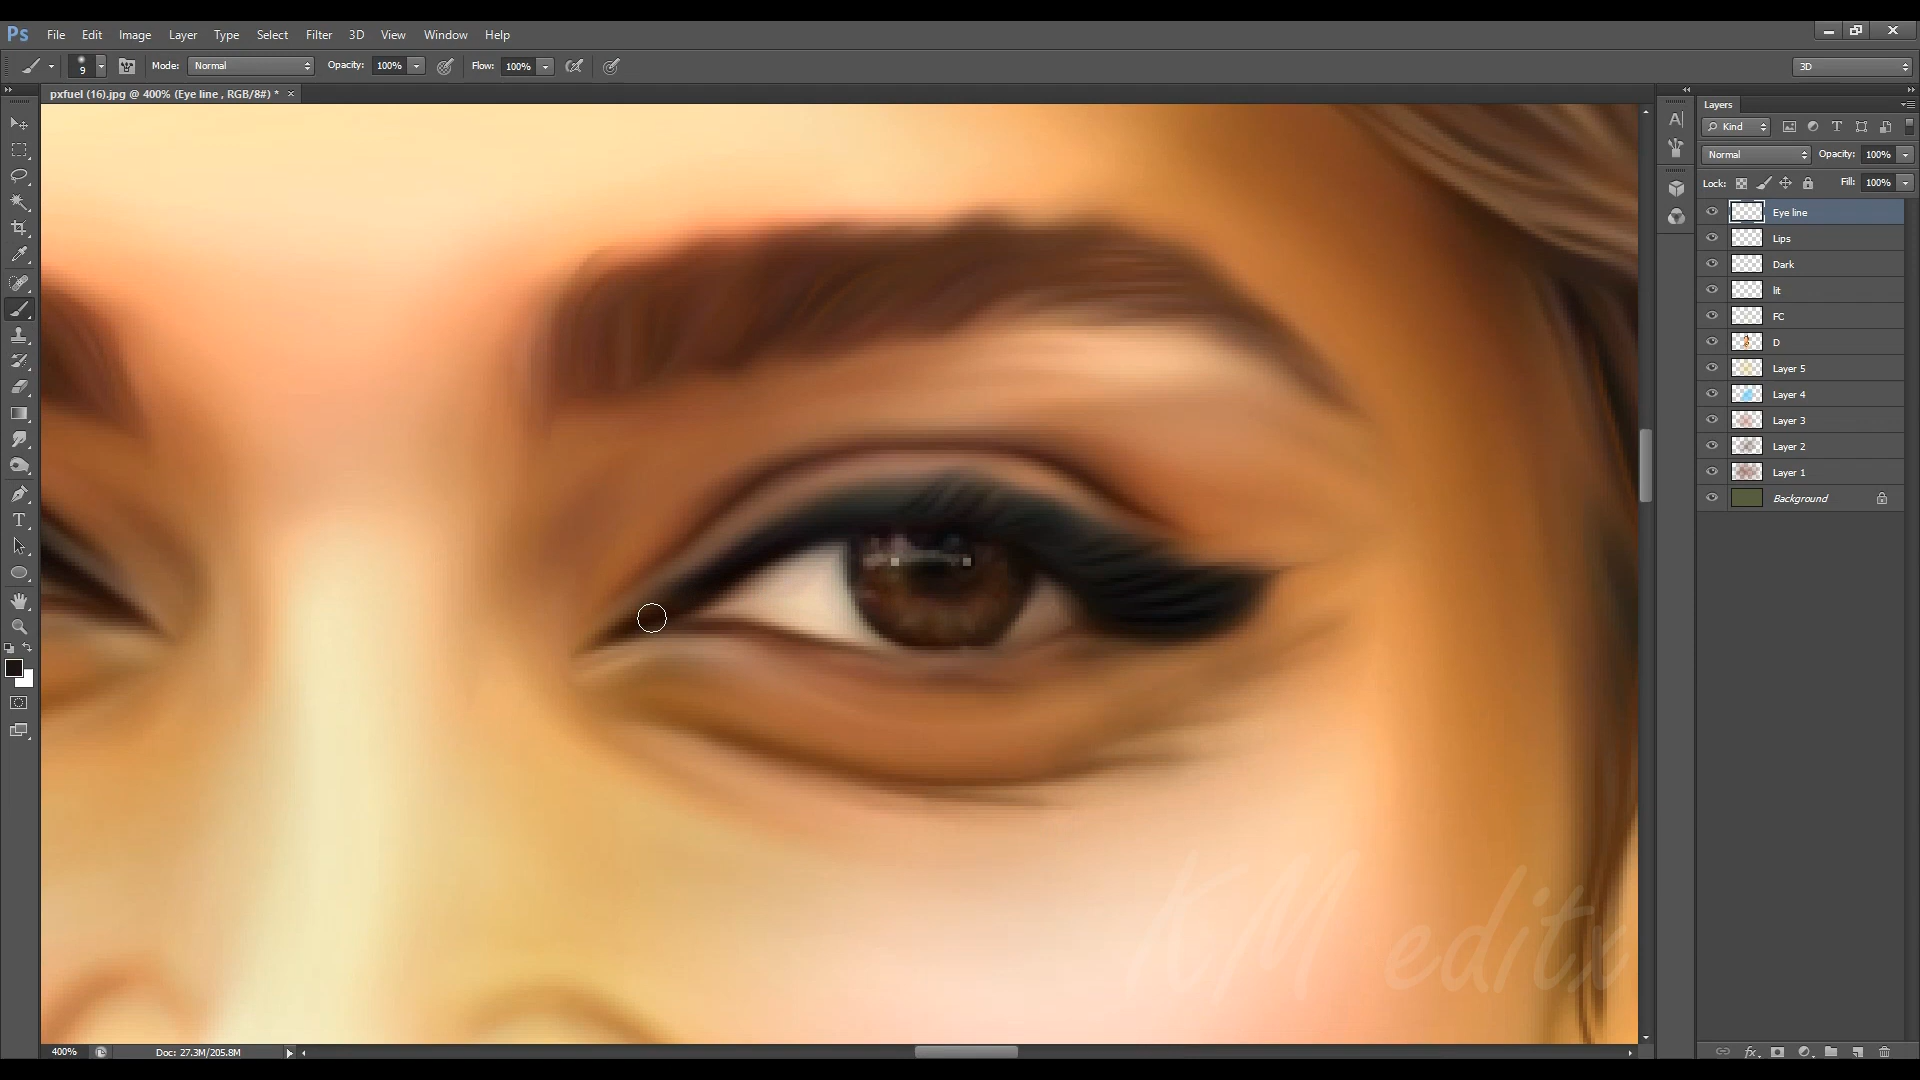 Ps File Edit Image Layer Type Select Filter 3D View Window Help
9 Mode: Normal Opacity: 100% Flow: 100% 3D
pxfuel (16).jpg @ 400% (Eye line , RGB/8#) * ×
Layers
Kind
Normal Opacity: 100%
Lock: Fill: 100%
Eye line
Lips
Dark
lit
FC
D
Layer 5
Layer 4
Layer 3
Layer 2
Layer 1
Background
KM editx
400% Doc: 27.3M/205.8M